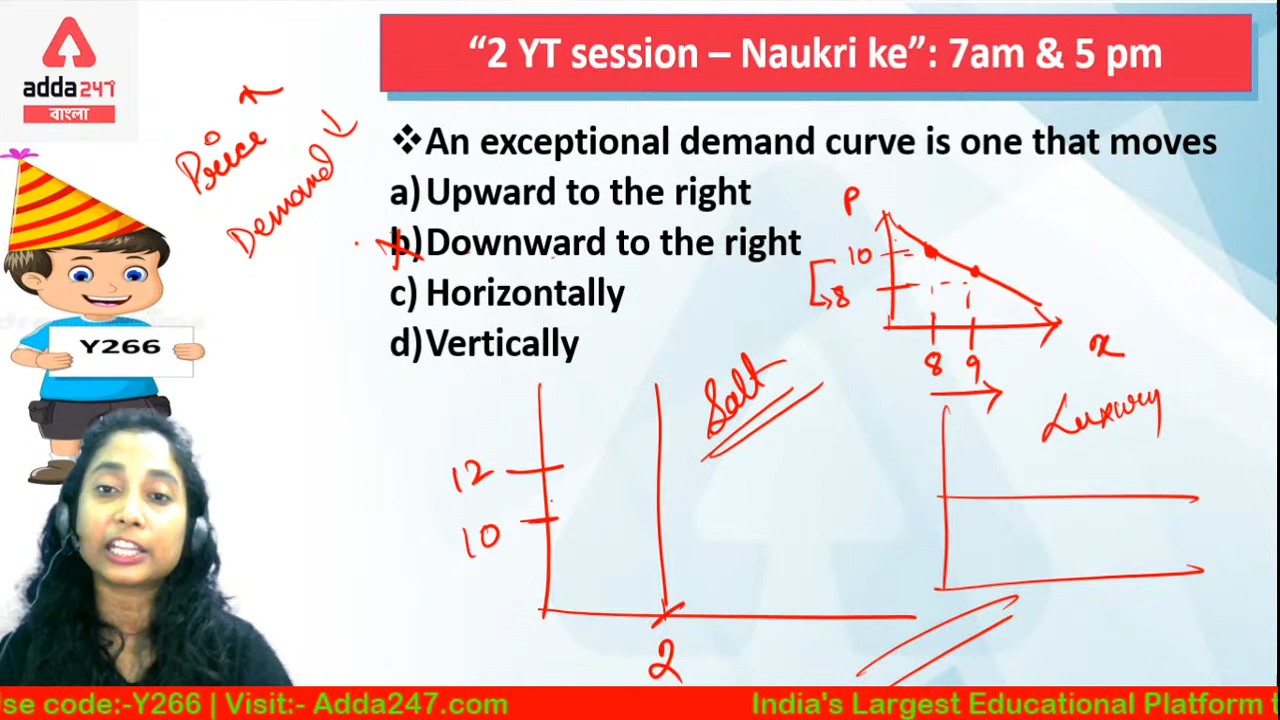 adda247
বাংলা
“2 YT session – Naukri ke”: 7am & 5 pm
Price
Demand
❖An exceptional demand curve is one that moves
a) Upward to the right
b) Downward to the right
c) Horizontally
d) Vertically
Y266
P
10
8
8 9
x
Salt
12
10
2
Luxury
Use code:-Y266 | Visit:- Adda247.com
India's Largest Educational Platform